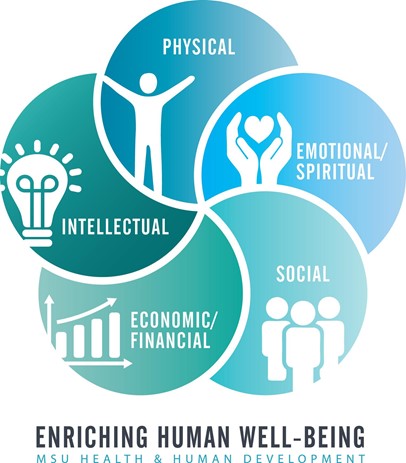 PHYSICAL
EMOTIONAL/
SPIRITUAL
INTELLECTUAL
SOCIAL
ECONOMIC/
FINANCIAL
ENRICHING HUMAN WELL-BEING
MSU HEALTH & HUMAN DEVELOPMENT